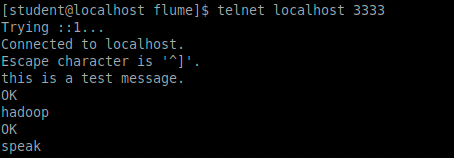 [student@localhost flume]$ telnet localhost 3333
Trying ::1...
Connected to localhost.
Escape character is '^]'.
this is a test message.
OK
hadoop
OK
speak